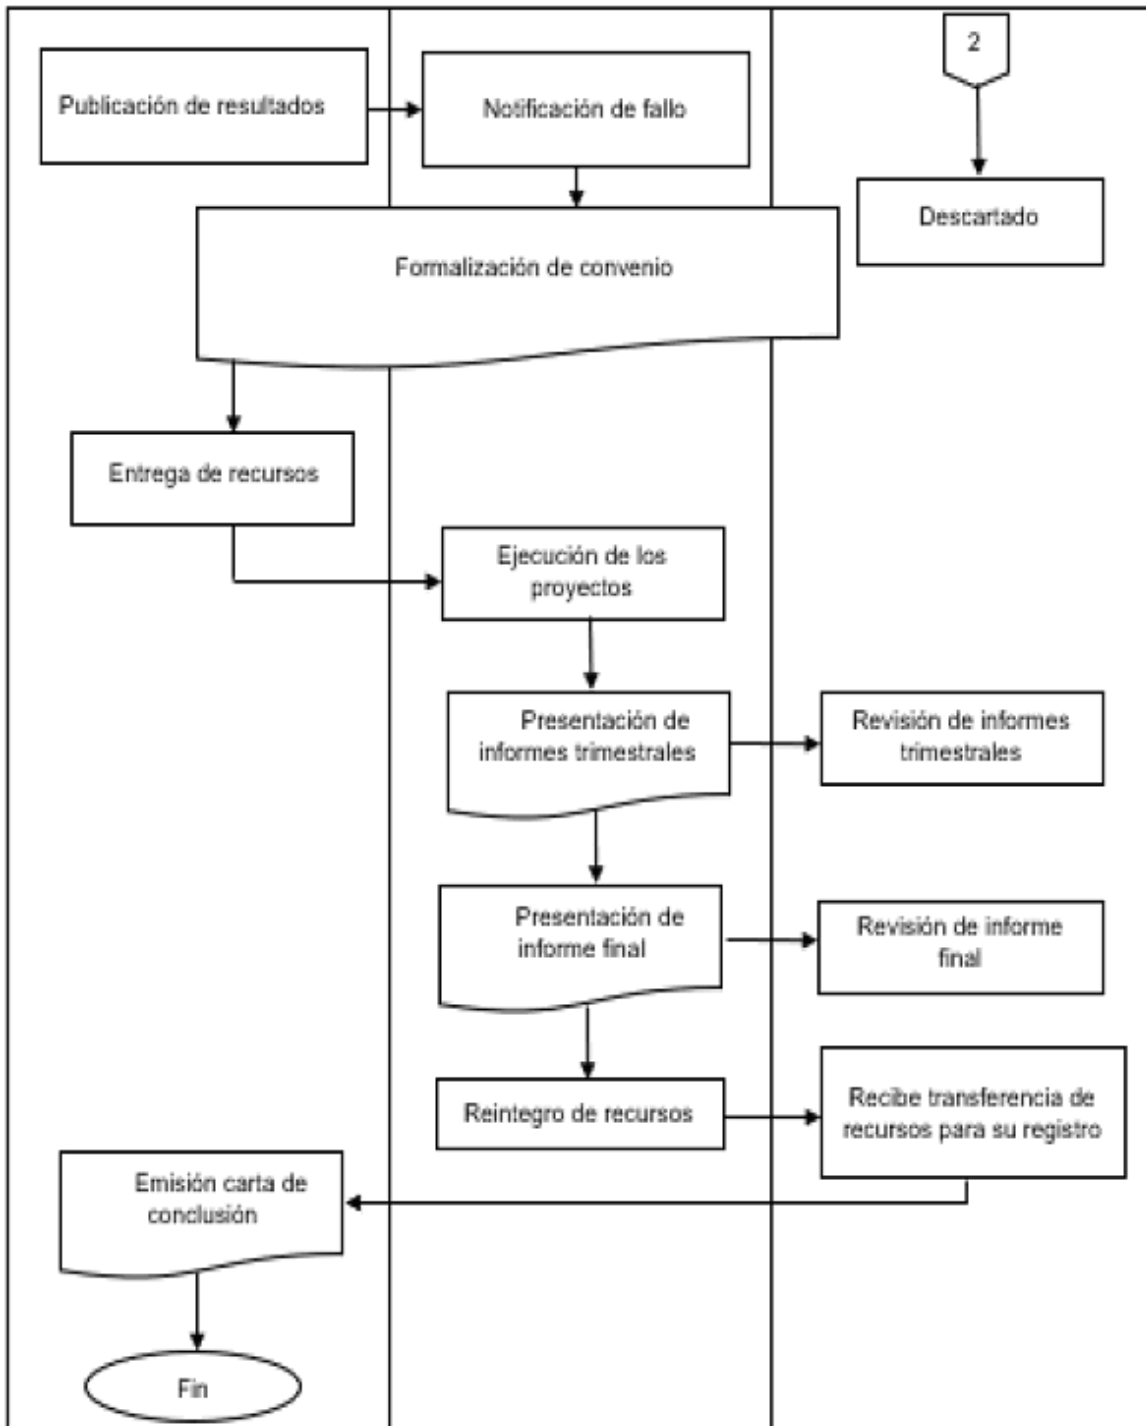 2
Publicación de resultados
Notificación de fallo
Descartado
Formalización de convenio
Entrega de recursos
Ejecución de los
proyectos
Presentación de
informes trimestrales
Revisión de informes
trimestrales
Presentación de
informe final
Revisión de informe
final
Reintegro de recursos
Recibe transferencia de
recursos para su registro
Emisión carta de
conclusión
Fin